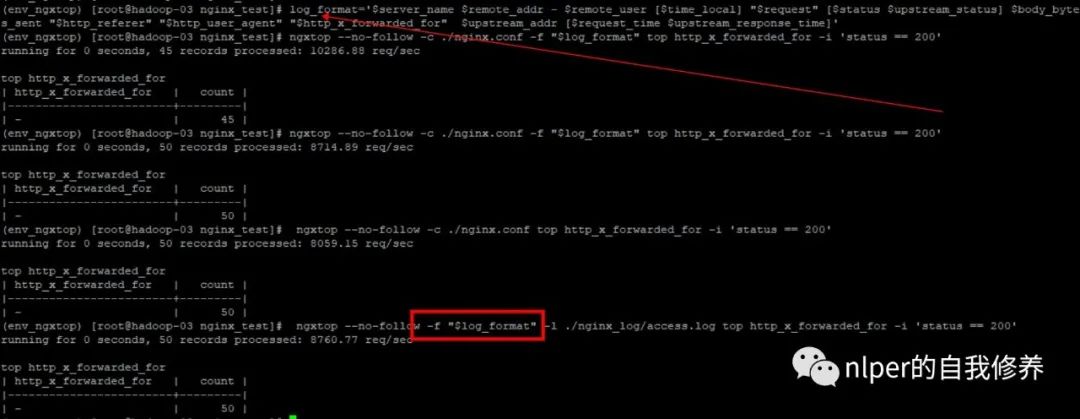 (env_ngxtop) [root@hadoop-03 nginx_test]# log_format='$server_name $remote_addr - $remote_user [$time_local] "$request" [$status $upstream_status] $body_byte
s_sent "$http_referer" "$http_user_agent" "$http_x_forwarded_for"  $upstream_addr [$request_time $upstream_response_time]'
(env_ngxtop) [root@hadoop-03 nginx_test]# ngxtop --no-follow -c ./nginx.conf -f "$log_format" top http_x_forwarded_for -i 'status == 200'
running for 0 seconds, 45 records processed: 10286.88 req/sec
top http_x_forwarded_for
| http_x_forwarded_for   |   count |
|------------------------+---------|
| -                      |      45 |
(env_ngxtop) [root@hadoop-03 nginx_test]# ngxtop --no-follow -c ./nginx.conf -f "$log_format" top http_x_forwarded_for -i 'status == 200'
running for 0 seconds, 50 records processed: 8714.89 req/sec
top http_x_forwarded_for
| http_x_forwarded_for   |   count |
|------------------------+---------|
| -                      |      50 |
(env_ngxtop) [root@hadoop-03 nginx_test]#  ngxtop --no-follow -c ./nginx.conf top http_x_forwarded_for -i 'status == 200'
running for 0 seconds, 50 records processed: 8059.15 req/sec
top http_x_forwarded_for
| http_x_forwarded_for   |   count |
|------------------------+---------|
| -                      |      50 |
(env_ngxtop) [root@hadoop-03 nginx_test]#  ngxtop --no-follow -f "$log_format" -l ./nginx_log/access.log top http_x_forwarded_for -i 'status == 200'
running for 0 seconds, 50 records processed: 8760.77 req/sec
top http_x_forwarded_for
| http_x_forwarded_for   |   count |
|------------------------+---------|
| -                      |      50 |
nlper的自我修养